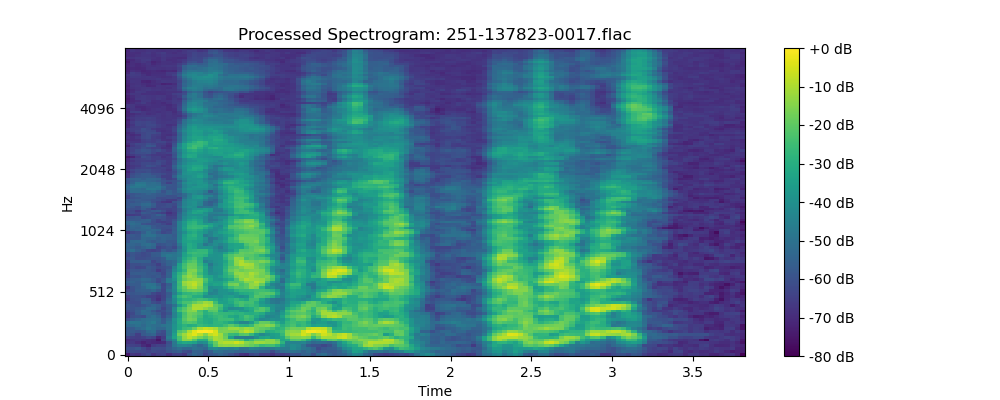 Processed Spectrogram: 251-137823-0017.flac
Hz
4096
2048
1024
512
0
0
0.5
1
1.5
2
2.5
3
3.5
Time
+0 dB
-10 dB
-20 dB
-30 dB
-40 dB
-50 dB
-60 dB
-70 dB
-80 dB